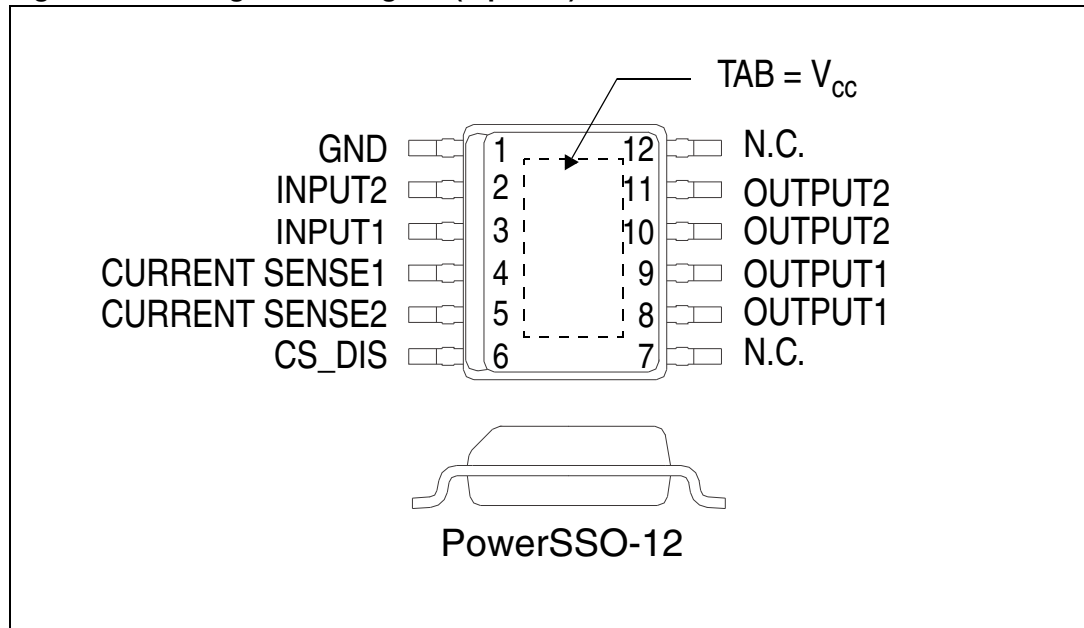 TAB = Vcc
GND 1 12 N.C.
INPUT2 2 11 OUTPUT2
INPUT1 3 10 OUTPUT2
CURRENT SENSE1 4 9 OUTPUT1
CURRENT SENSE2 5 8 OUTPUT1
CS_DIS 6 7 N.C.
PowerSSO-12